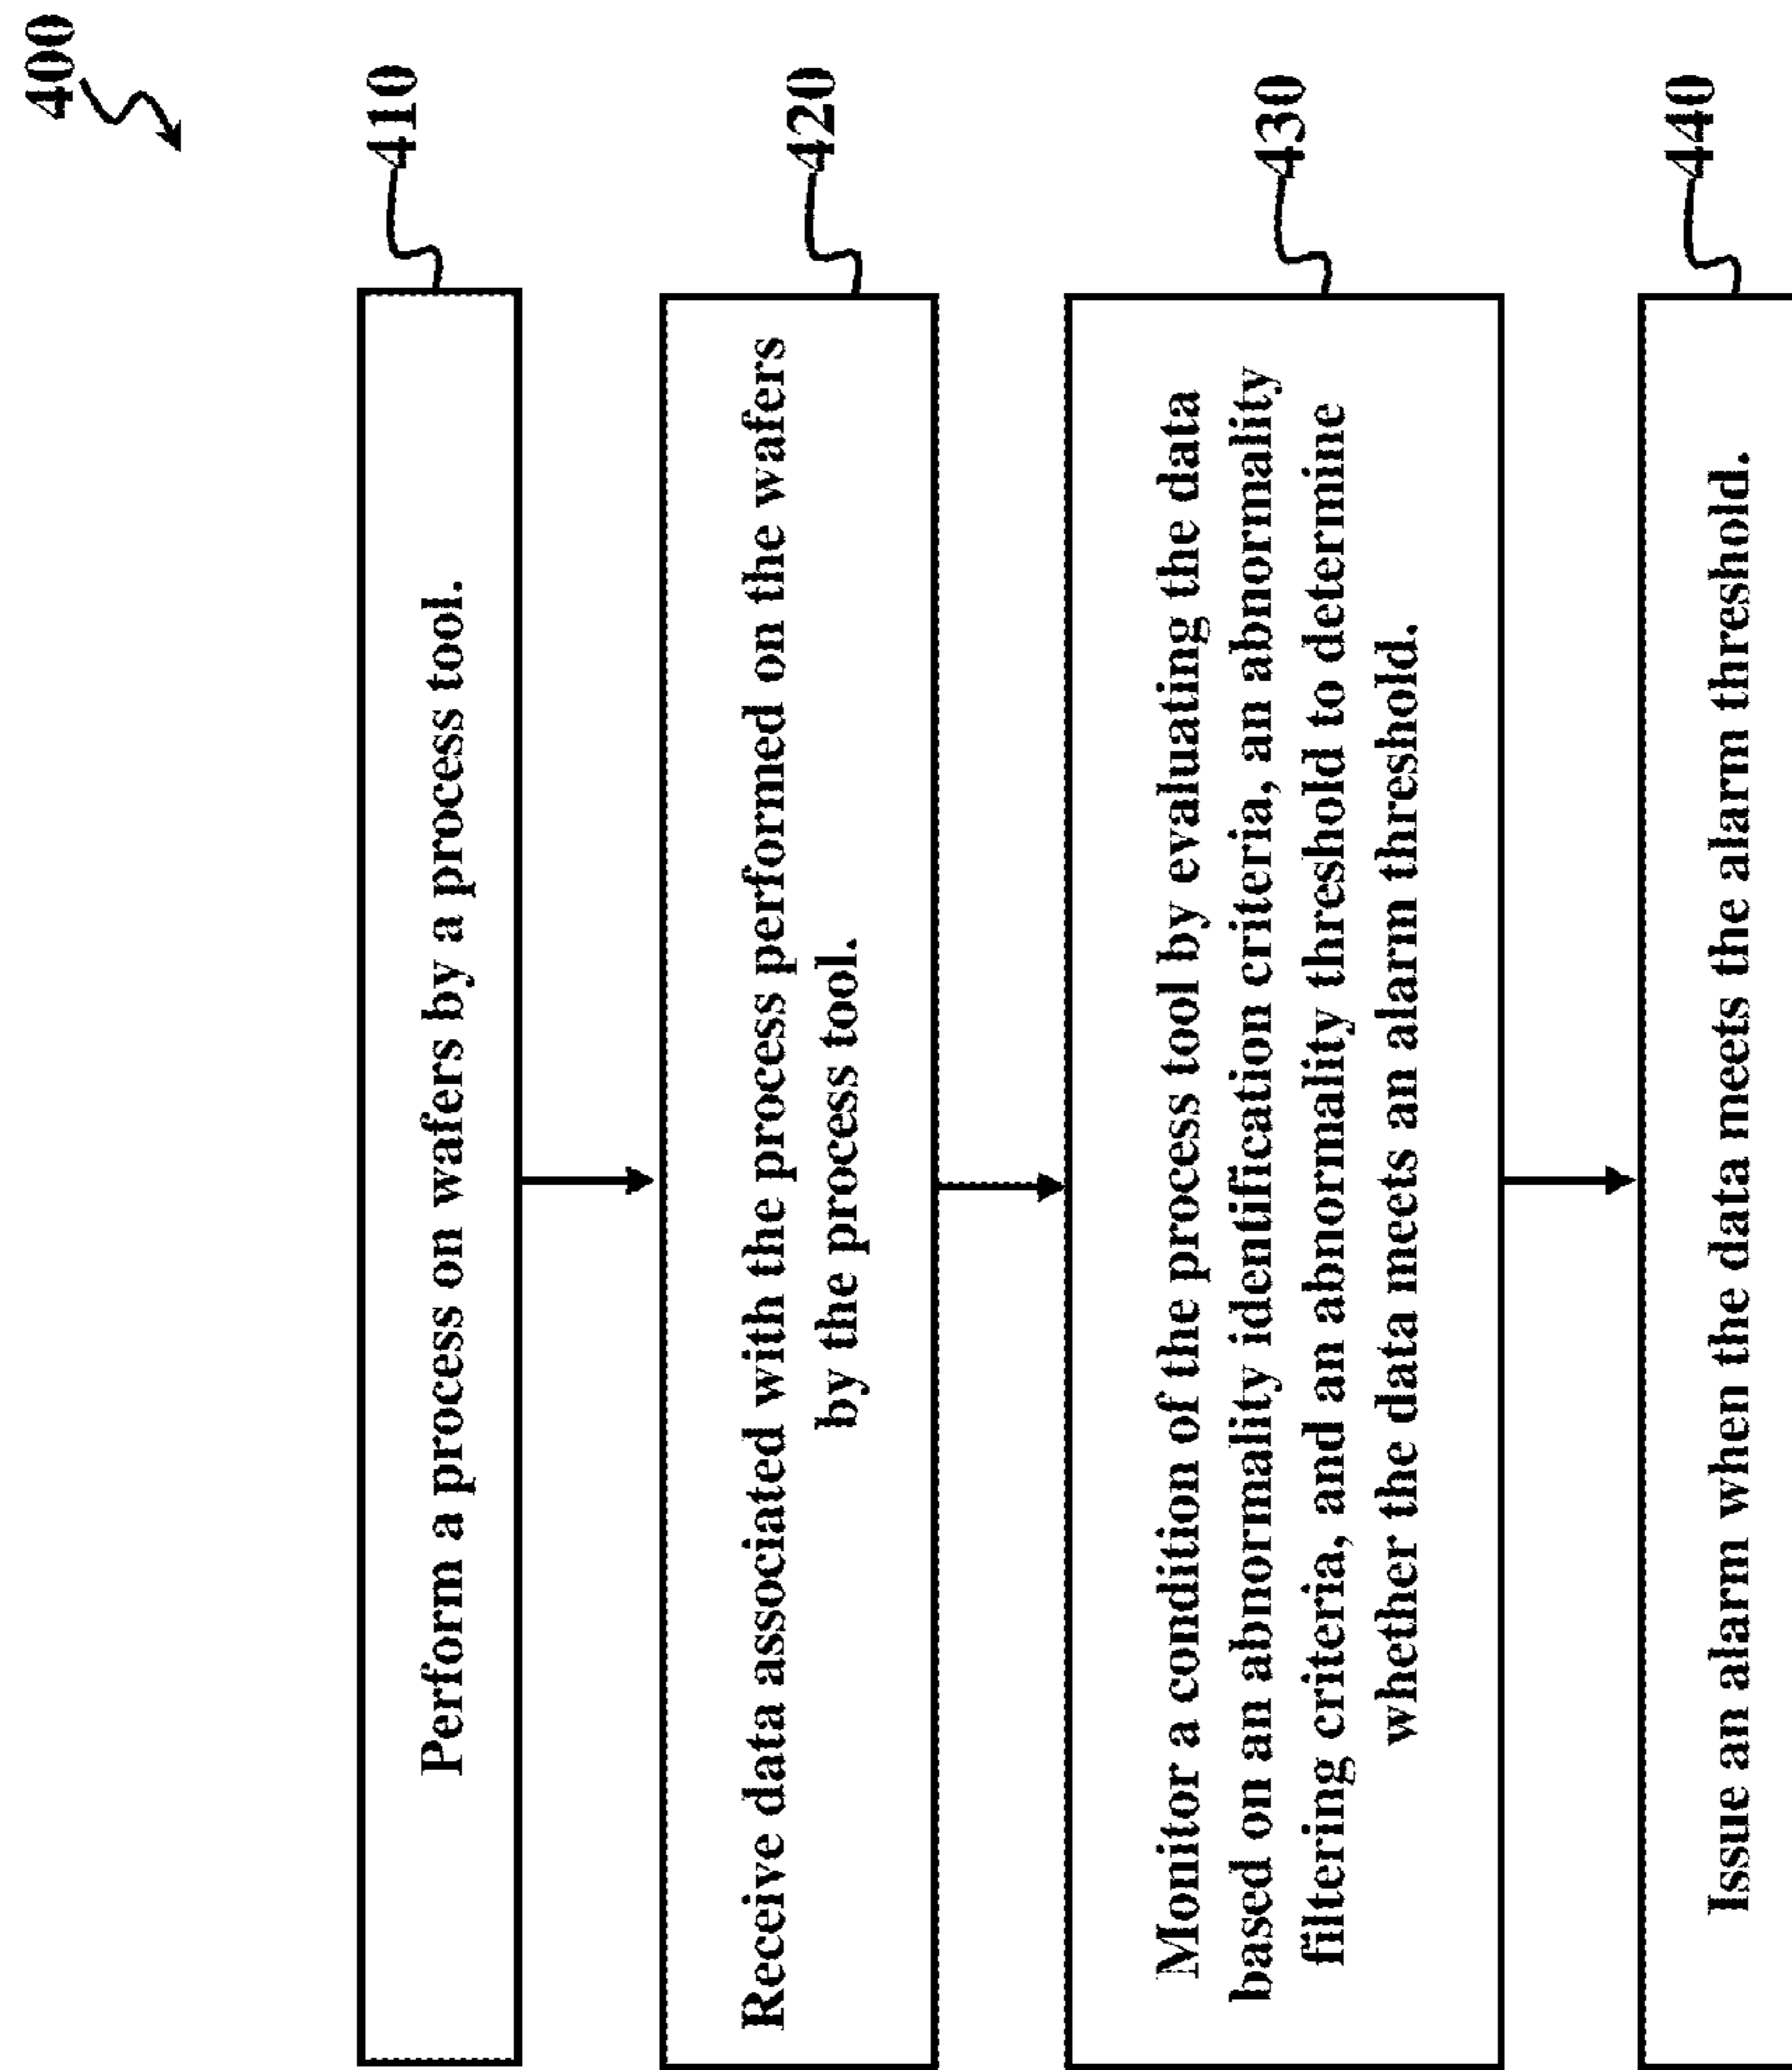 400
410
Perform a process on wafers by a process tool.
420
Receive data associated with the process performed on the wafers
by the process tool.
430
Monitor a condition of the process tool by evaluating the data
based on an abnormality identification criteria, an abnormality
filtering criteria, and an abnormality threshold to determine
whether the data meets an alarm threshold.
440
Issue an alarm when the data meets the alarm threshold.